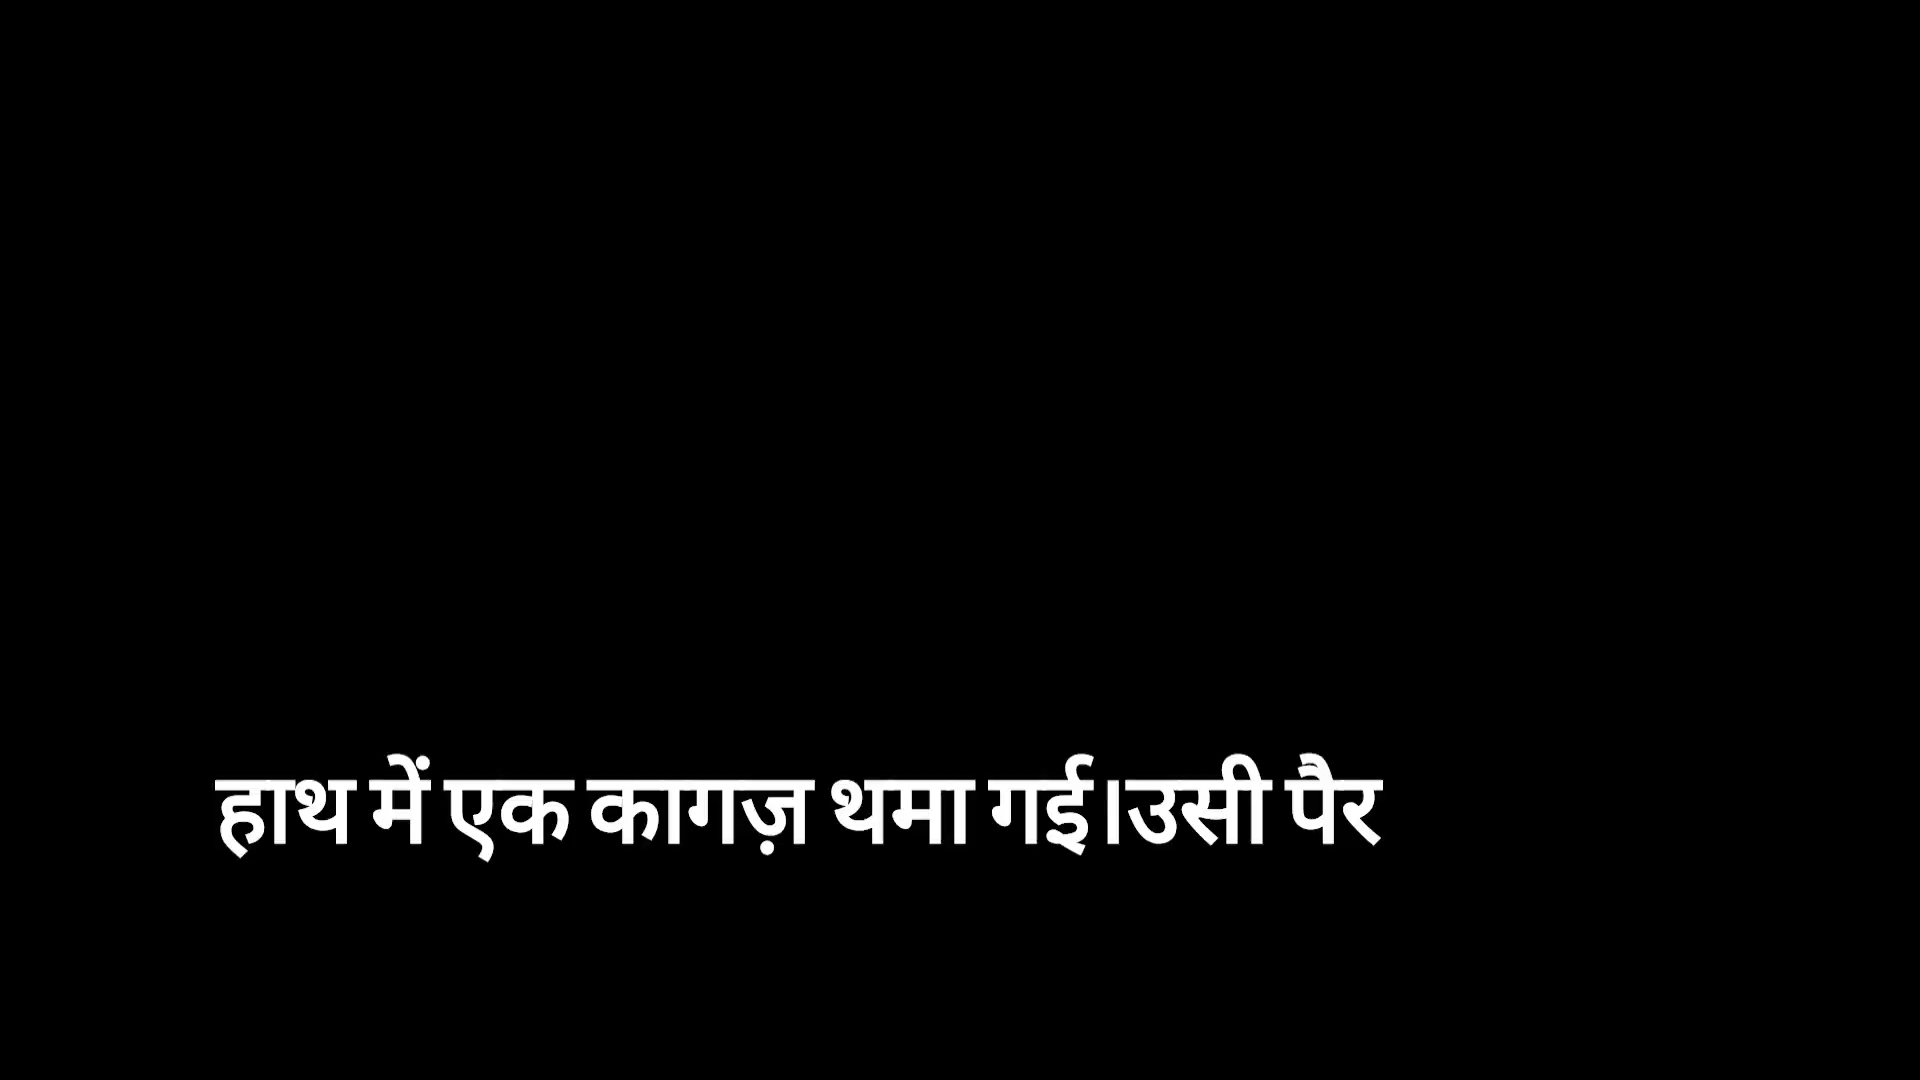 हाथ में एक कागज़ थमा गई।उसी पैर